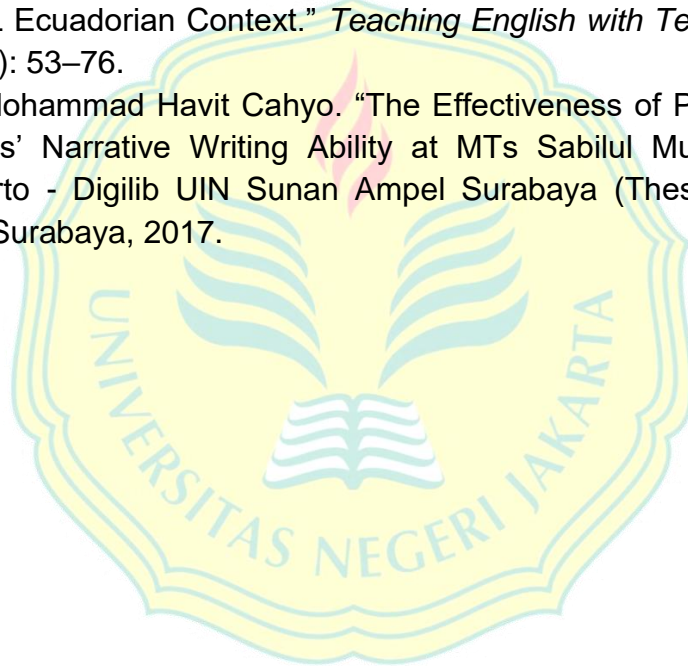 . Ecuadorian Context.” Teaching English with Te
): 53–76.
ohammad Havit Cahyo. “The Effectiveness of P
s’ Narrative Writing Ability at MTs Sabilul Mu
rto - Digilib UIN Sunan Ampel Surabaya (Thes
Surabaya, 2017.
UNIVERSITAS NEGERI JAKARTA